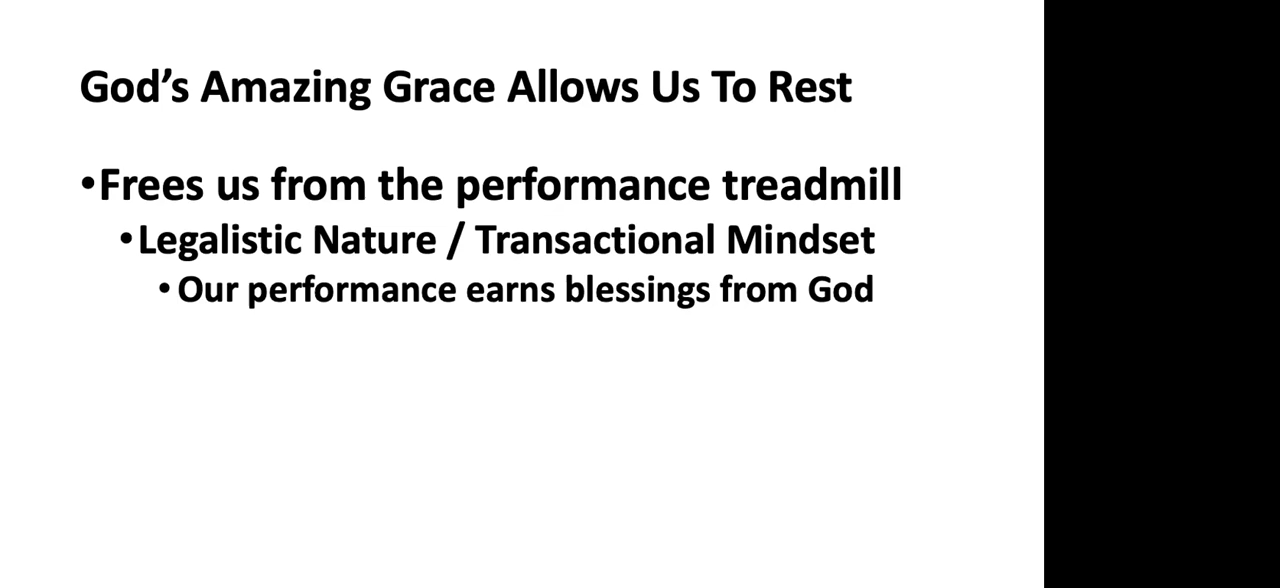 God’s Amazing Grace Allows Us To Rest
•Frees us from the performance treadmill
•Legalistic Nature / Transactional Mindset
•Our performance earns blessings from God